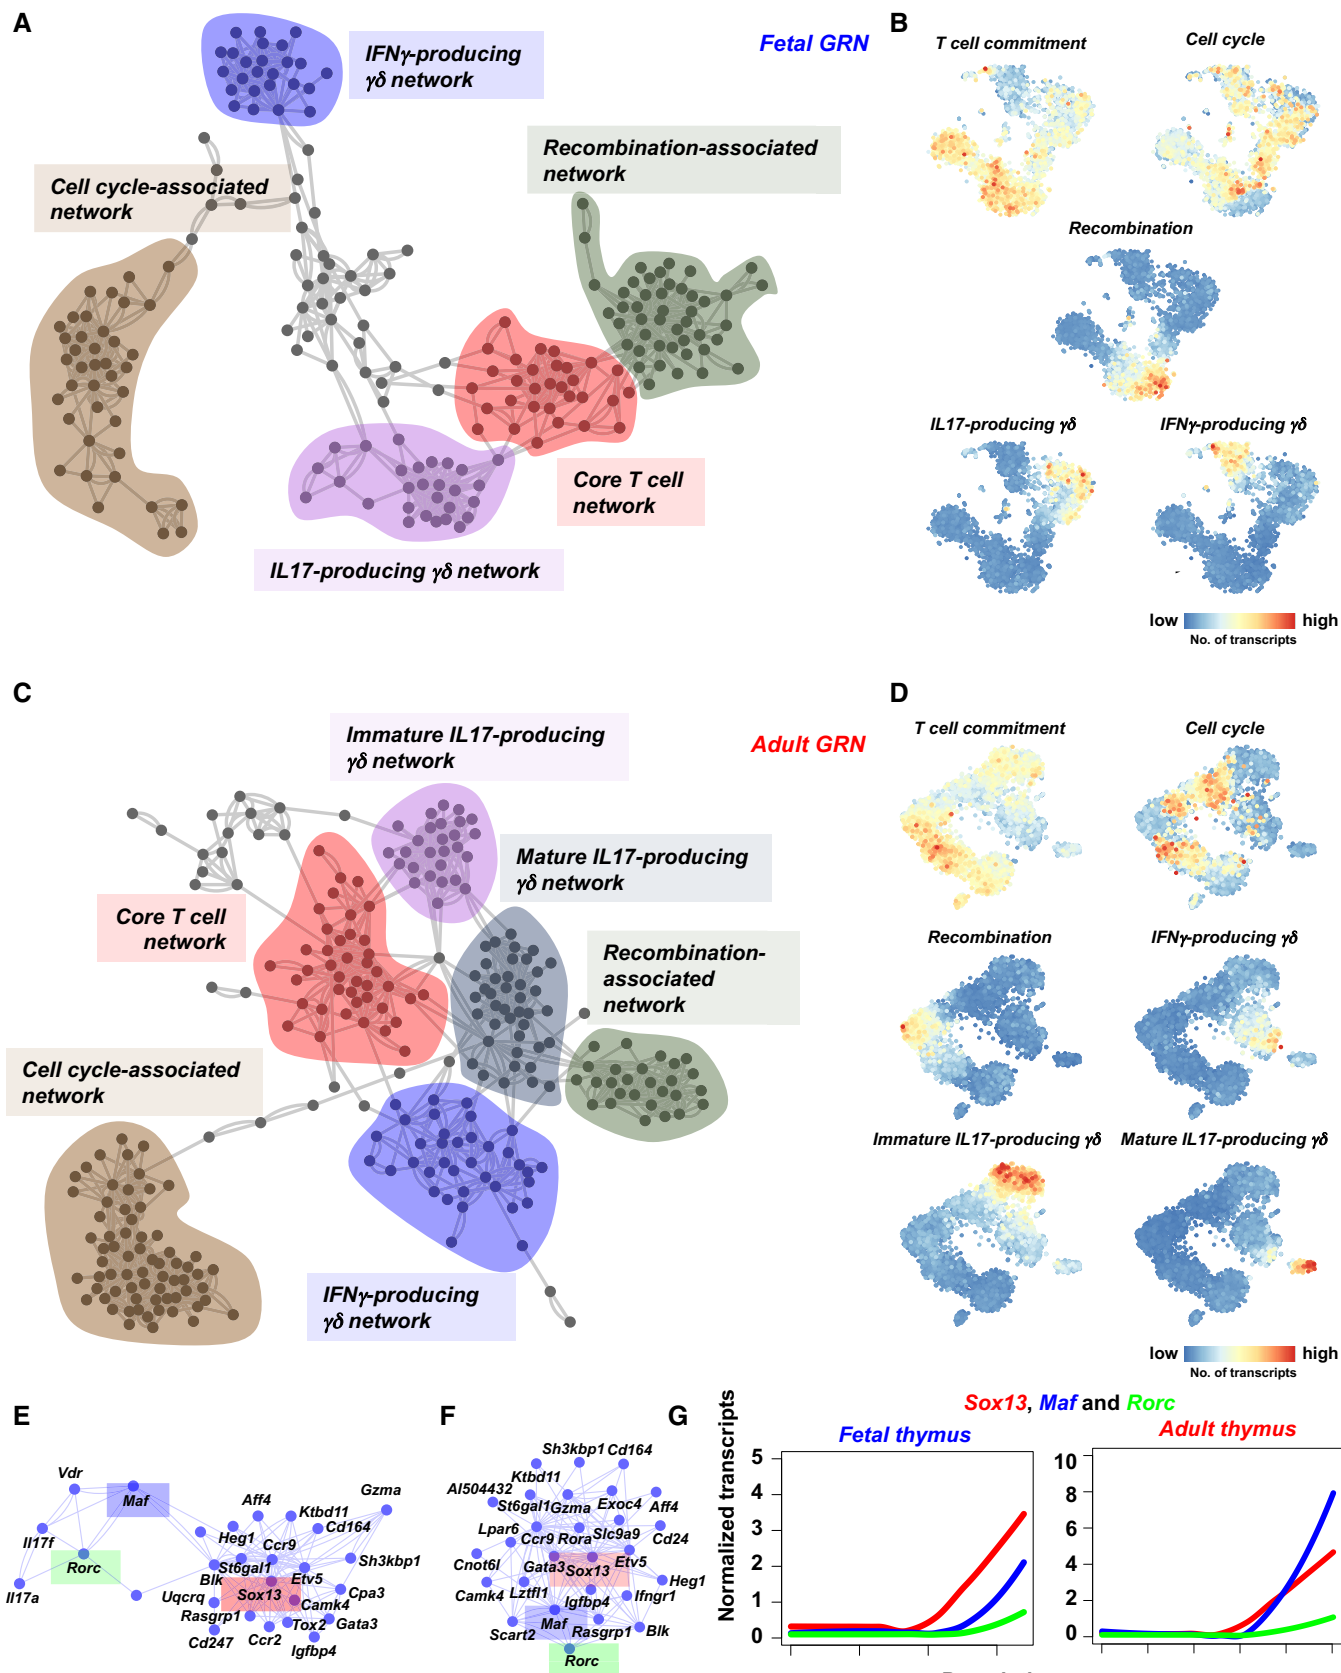 A
Fetal GRN
IFNγ-producing
γδ network
Recombination-associated
network
Cell cycle-associated
network
Core T cell
network
IL17-producing γδ network
B
T cell commitment
Cell cycle
Recombination
IL17-producing γδ
IFNγ-producing γδ
low
high
No. of transcripts
C
Adult GRN
Immature IL17-producing
γδ network
Mature IL17-producing
γδ network
Core T cell
network
Recombination-
associated
network
Cell cycle-associated
network
IFNγ-producing
γδ network
D
T cell commitment
Cell cycle
Recombination
IFNγ-producing γδ
Immature IL17-producing γδ
Mature IL17-producing γδ
low
high
No. of transcripts
E
Vdr
Maf
Il17f
Rorc
Il17a
Aff4
Gzma
Ktbd11
Cd164
Heg1
Ccr9
Sh3kbp1
St6gal1
Blk
Etv5
Uqcrq
Sox13
Cpa3
Camk4
Rasgrp1
Tox2
Gata3
Cd247
Ccr2
Igfbp4
F
Sh3kbp1
Cd164
Ktbd11
AI504432
St6gal1
Gzma
Exoc4
Aff4
Lpar6
Ccr9
Rora
Slc9a9
Cd24
Cnot6l
Gata3
Sox13
Etv5
Heg1
Camk4
Lztfl1
Igfbp4
Ifngr1
Maf
Scart2
Rasgrp1
Blk
Rorc
G
Sox13, Maf and Rorc
Fetal thymus
Adult thymus
Normalized transcripts
5
4
3
2
1
0
10
8
6
4
2
0